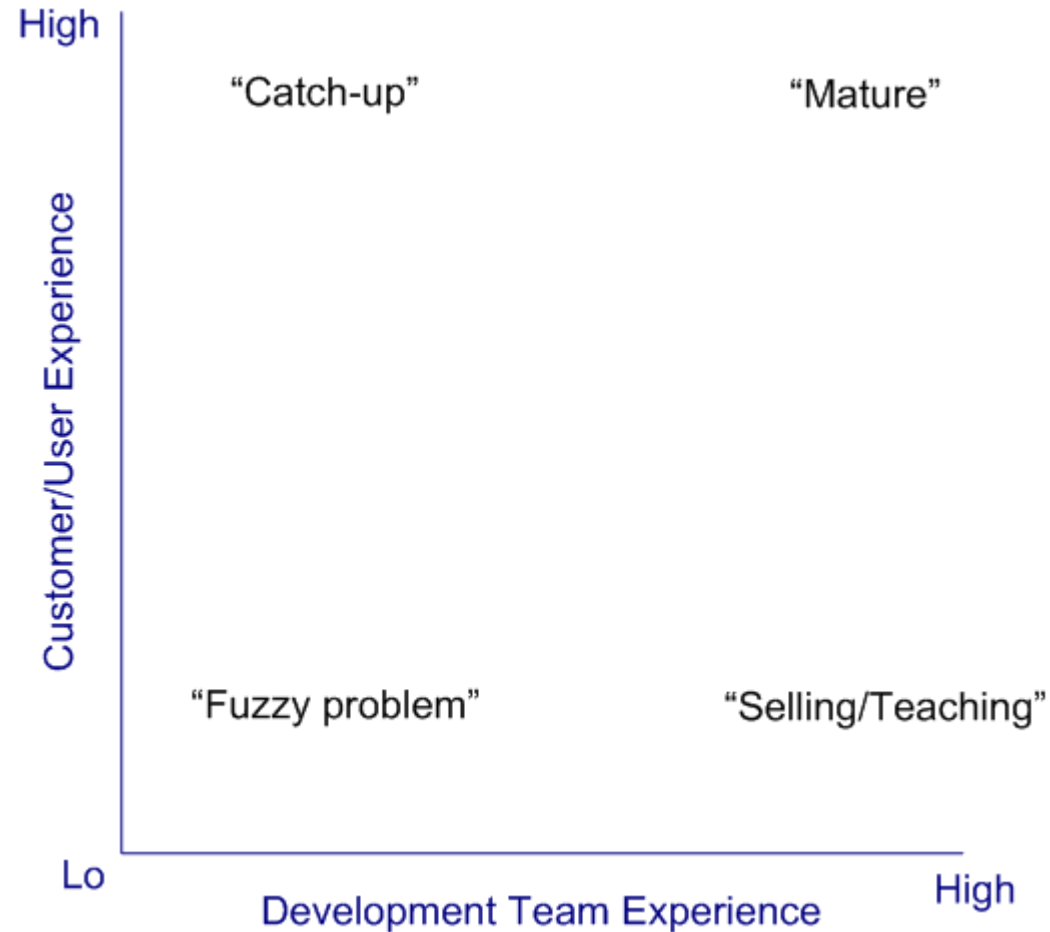 High
“Catch-up”
“Mature”
Customer/User Experience
“Fuzzy problem”
“Selling/Teaching”
Lo
High
Development Team Experience